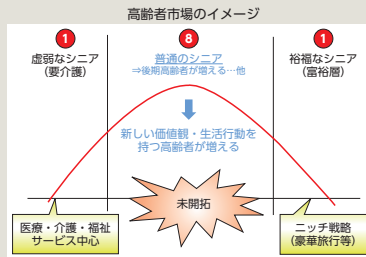 高齢者市場のイメージ
1
8
1
虚弱なシニア
(要介護)
普通のシニア
⇒後期高齢者が増える…他
裕福なシニア
(富裕層)
新しい価値観・生活行動を
持つ高齢者が増える
未開拓
医療・介護・福祉
サービス中心
ニッチ戦略
(豪華旅行等)